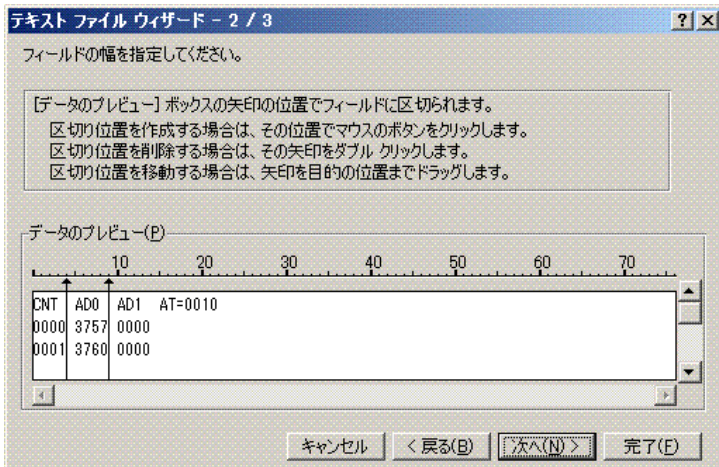 テキスト ファイル ウィザード - 2 / 3
フィールドの幅を指定してください。
[データのプレビュー] ボックスの矢印の位置でフィールドに区切られます。
区切り位置を作成する場合は、その位置でマウスのボタンをクリックします。
区切り位置を削除する場合は、その矢印をダブル クリックします。
区切り位置を移動する場合は、矢印を目的の位置までドラッグします。
データのプレビュー(P)
10 20 30 40 50 60 70
CNT AD0 AD1 AT=0010
0000 3757 0000
0001 3760 0000
キャンセル < 戻る(B) 次へ(N) > 完了(F)